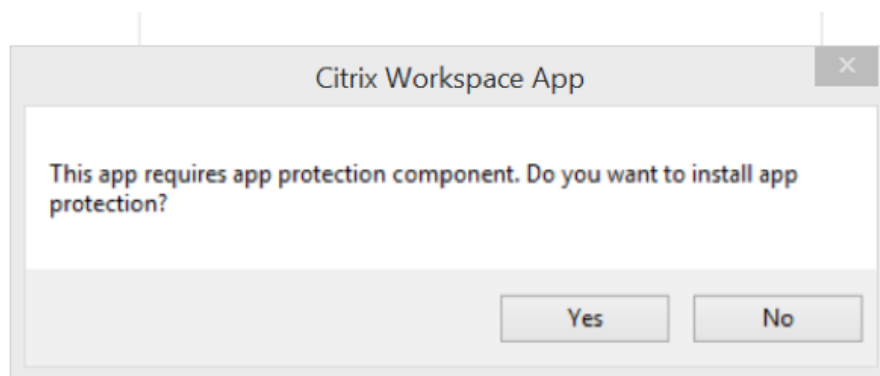 Citrix Workspace App
This app requires app protection component. Do you want to install app
protection?
Yes
No